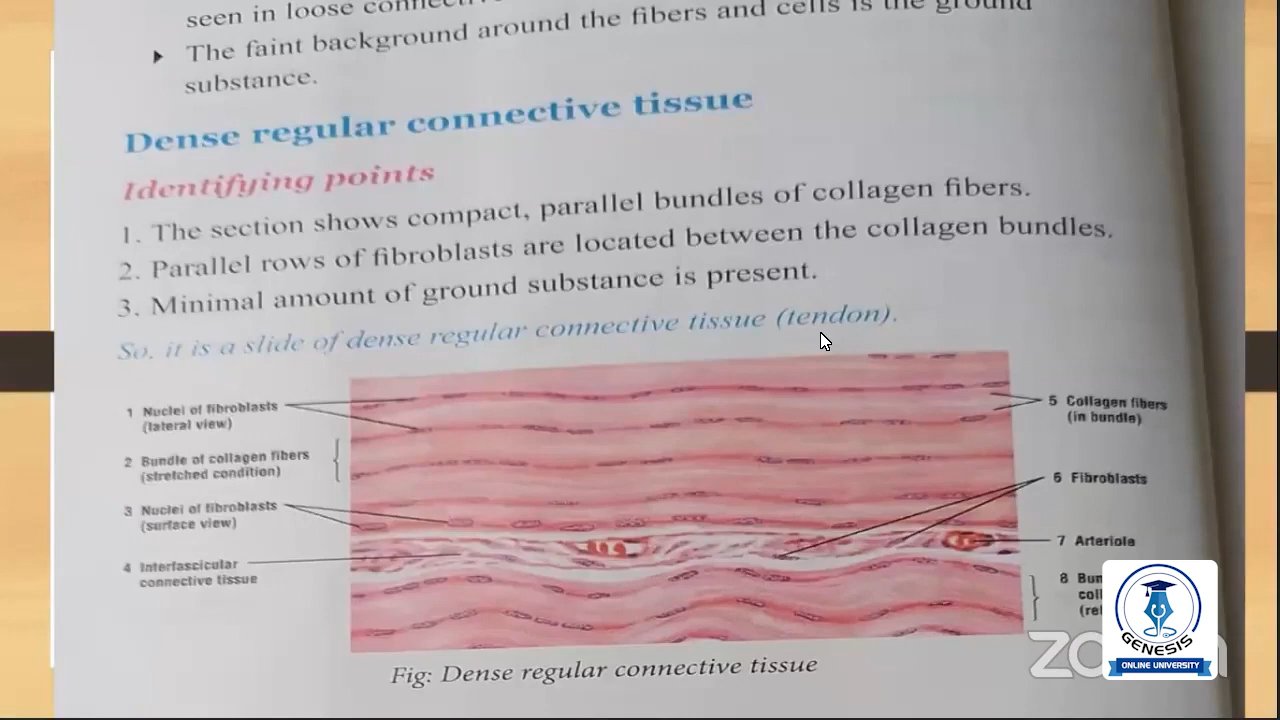 seen in loose
The faint background around the fibers and cells is the ground
substance.
Dense regular connective tissue
Identifying points
1. The section shows compact, parallel bundles of collagen fibers.
2. Parallel rows of fibroblasts are located between the collagen bundles.
3. Minimal amount of ground substance is present.
So, it is a slide of dense regular connective tissue (tendon).
1 Nuclei of fibroblasts
(lateral view)
2 Bundle of collagen fibers
(stretched condition)
3 Nuclei of fibroblasts
(surface view)
4 Interfascicular
connective tissue
5 Collagen fibers
(in bundle)
6 Fibroblasts
7 Arteriole
8
Fig: Dense regular connective tissue
GENESIS
ONLINE UNIVERSITY